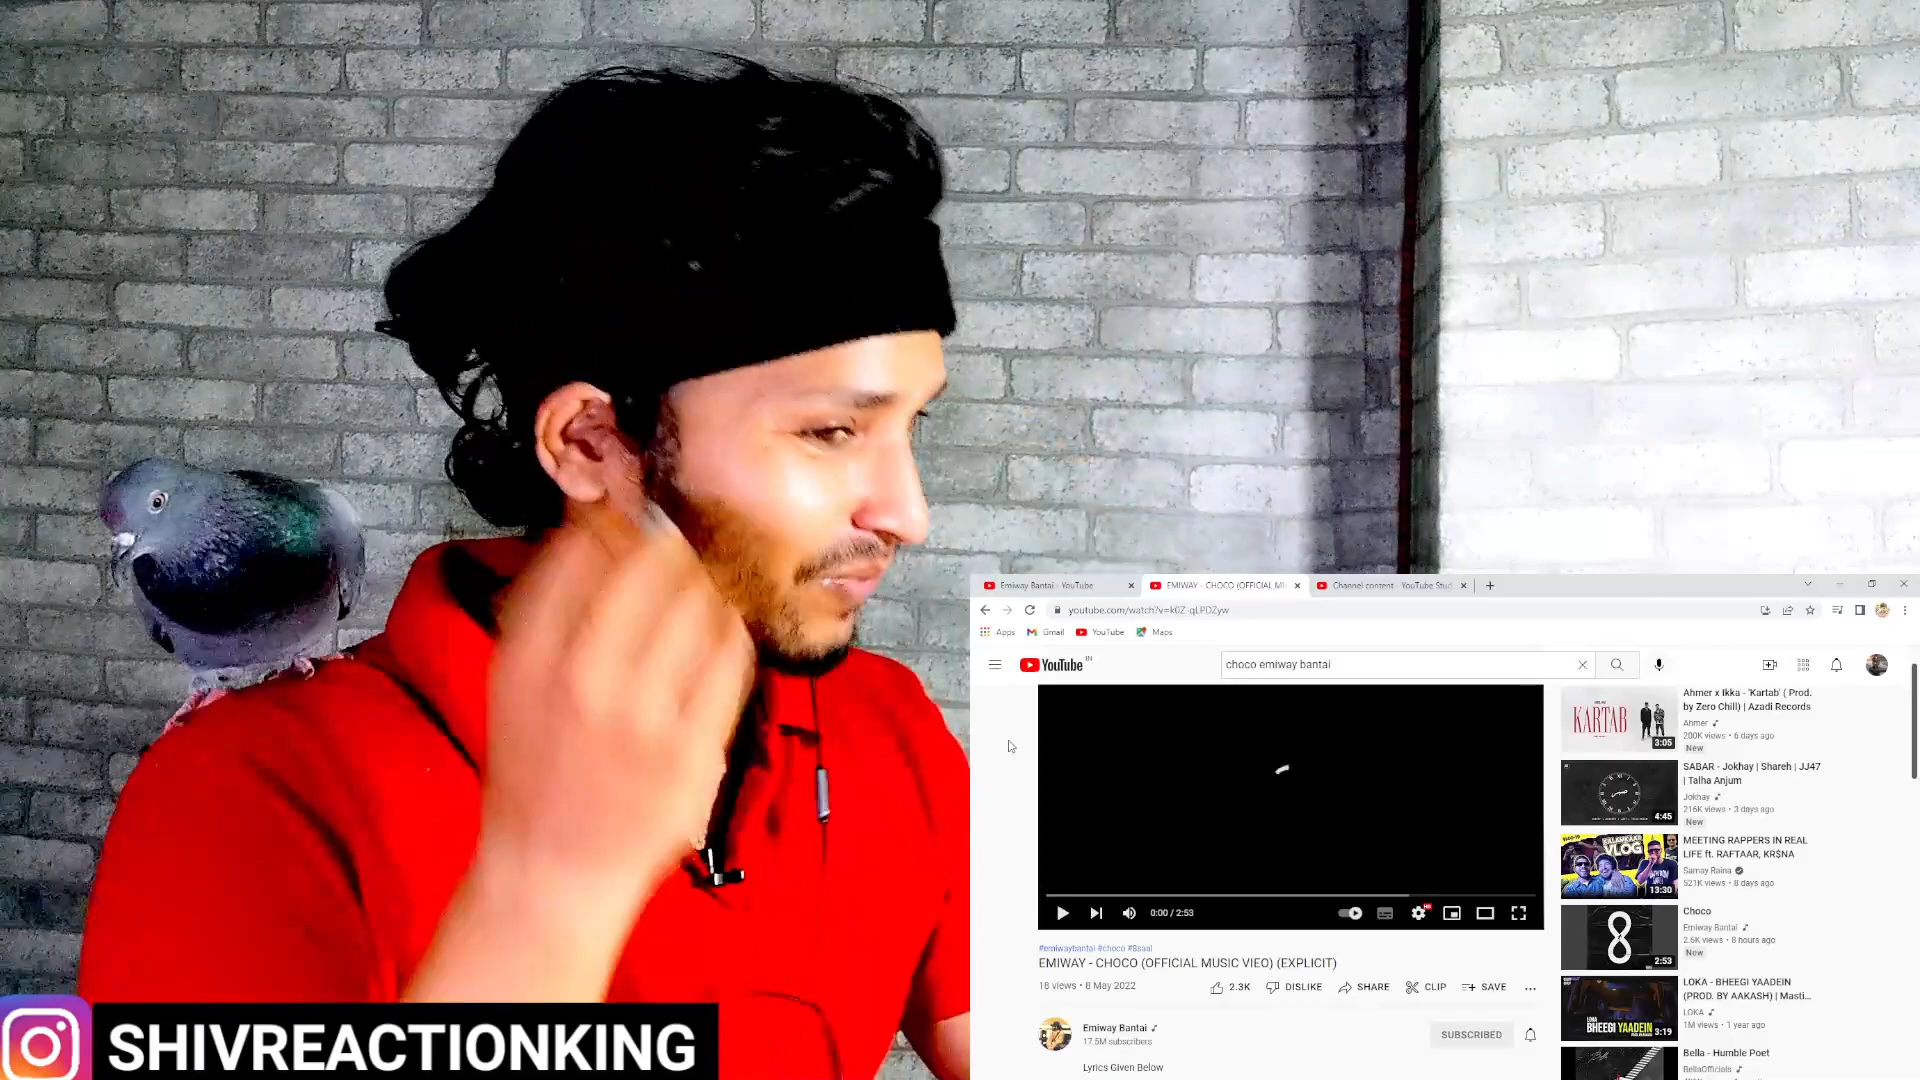 Emiway Bantai - YouTube
EMIWAY - CHOCO (OFFICIAL MU
Channel content - YouTube Stud
youtube.com/watch?v=k0Z-qLPDZyw
Apps
Gmail
YouTube
Maps
YouTube IN
choco emiway bantai
0:00 / 2:53
HD
#emiwaybantai #choco #8saal
EMIWAY - CHOCO (OFFICIAL MUSIC VIEO) (EXPLICIT)
18 views • 8 May 2022
2.3K
DISLIKE
SHARE
CLIP
SAVE
Emiway Bantai
17.5M subscribers
SUBSCRIBED
Lyrics Given Below
KARTAB
3:05
Ahmer x Ikka - 'Kartab' ( Prod.
by Zero Chill) | Azadi Records
Ahmer
200K views • 6 days ago
New
4:45
SABAR - Jokhay | Shareh | JJ47
| Talha Anjum
Jokhay
216K views • 3 days ago
New
VLOG
13:30
MEETING RAPPERS IN REAL
LIFE ft. RAFTAAR, KR$NA
Samay Raina
521K views • 8 days ago
8
2:53
Choco
Emiway Bantai
2.6K views • 8 hours ago
New
LOKA
BHEEGI YAADEIN
3:19
LOKA - BHEEGI YAADEIN
(PROD. BY AAKASH) | Masti...
LOKA
1M views • 1 year ago
Bella - Humble Poet
BellaOfficials
SHIVREACTIONKING